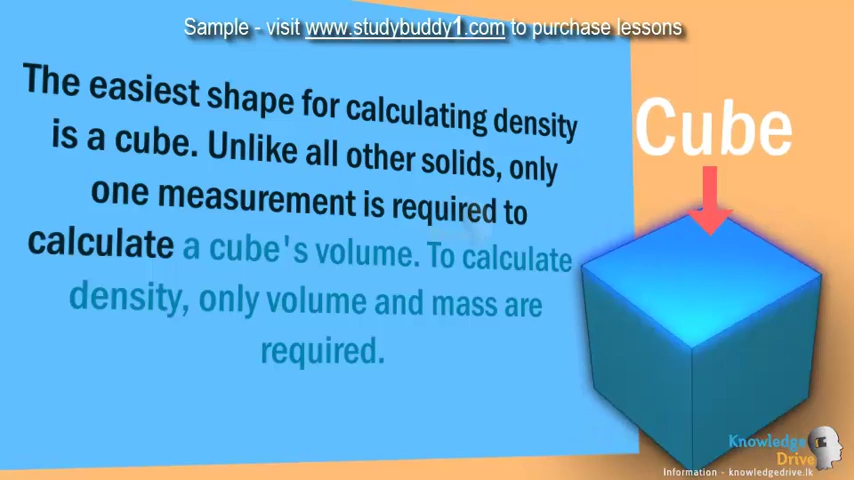 Sample - visit www.studybuddy1.com to purchase lessons
The easiest shape for calculating density
is a cube. Unlike all other solids, only
one measurement is required to
calculate a cube's volume. To calculate
density, only volume and mass are
required.
Cube
Knowledge
Drive
Information - knowledgedrive.lk